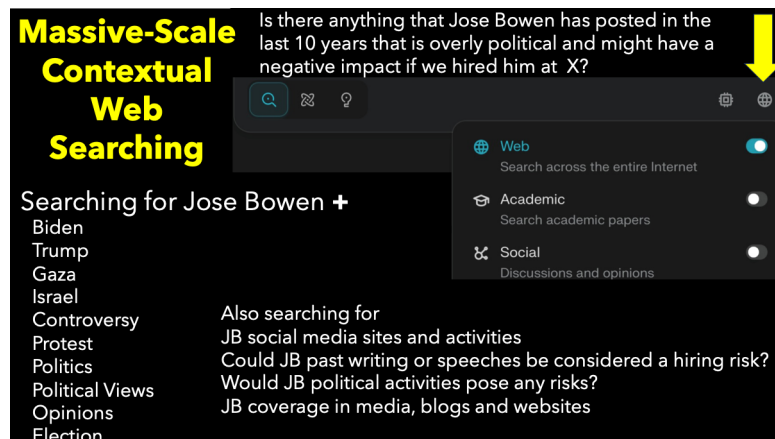 Massive-Scale
Contextual
Web
Searching
Is there anything that Jose Bowen has posted in the
last 10 years that is overly political and might have a
negative impact if we hired him at X?
Web
Search across the entire Internet
Academic
Search academic papers
Social
Discussions and opinions
Searching for Jose Bowen +
Biden
Trump
Gaza
Israel
Controversy
Protest
Politics
Political Views
Opinions
Election
Also searching for
JB social media sites and activities
Could JB past writing or speeches be considered a hiring risk?
Would JB political activities pose any risks?
JB coverage in media, blogs and websites